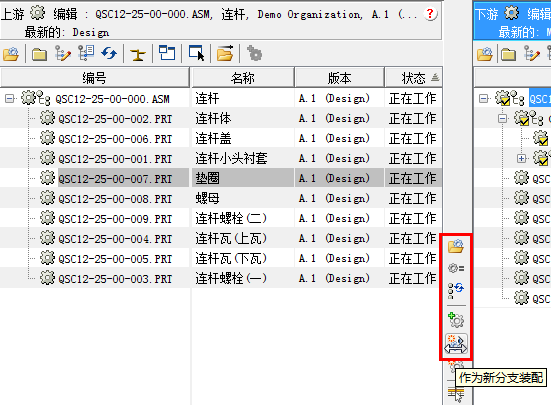 上游 编辑 : QSC12-25-00-000.ASM, 连杆, Demo Organization, A.1 (...
最新的: Design
编号 名称 版本 状态
QSC12-25-00-000.ASM 连杆 A.1 (Design) 正在工作
QSC12-25-00-002.PRT 连杆体 A.1 (Design) 正在工作
QSC12-25-00-006.PRT 连杆盖 A.1 (Design) 正在工作
QSC12-25-00-001.PRT 连杆小头衬套 A.1 (Design) 正在工作
QSC12-25-00-007.PRT 垫圈 A.1 (Design) 正在工作
QSC12-25-00-008.PRT 螺母 A.1 (Design) 正在工作
QSC12-25-00-009.PRT 连杆螺栓(二) A.1 (Design) 正在工作
QSC12-25-00-004.PRT 连杆瓦(上瓦) A.1 (Design) 正在工作
QSC12-25-00-005.PRT 连杆瓦(下瓦) A.1 (Design) 正在工作
QSC12-25-00-003.PRT 连杆螺栓(一) A.1 (Design) 正在工作
作为新分支装配
下游 编辑
最新的: M
QSC1
QSC
QSC
QSC
QSC
QSC
QSC
QSC